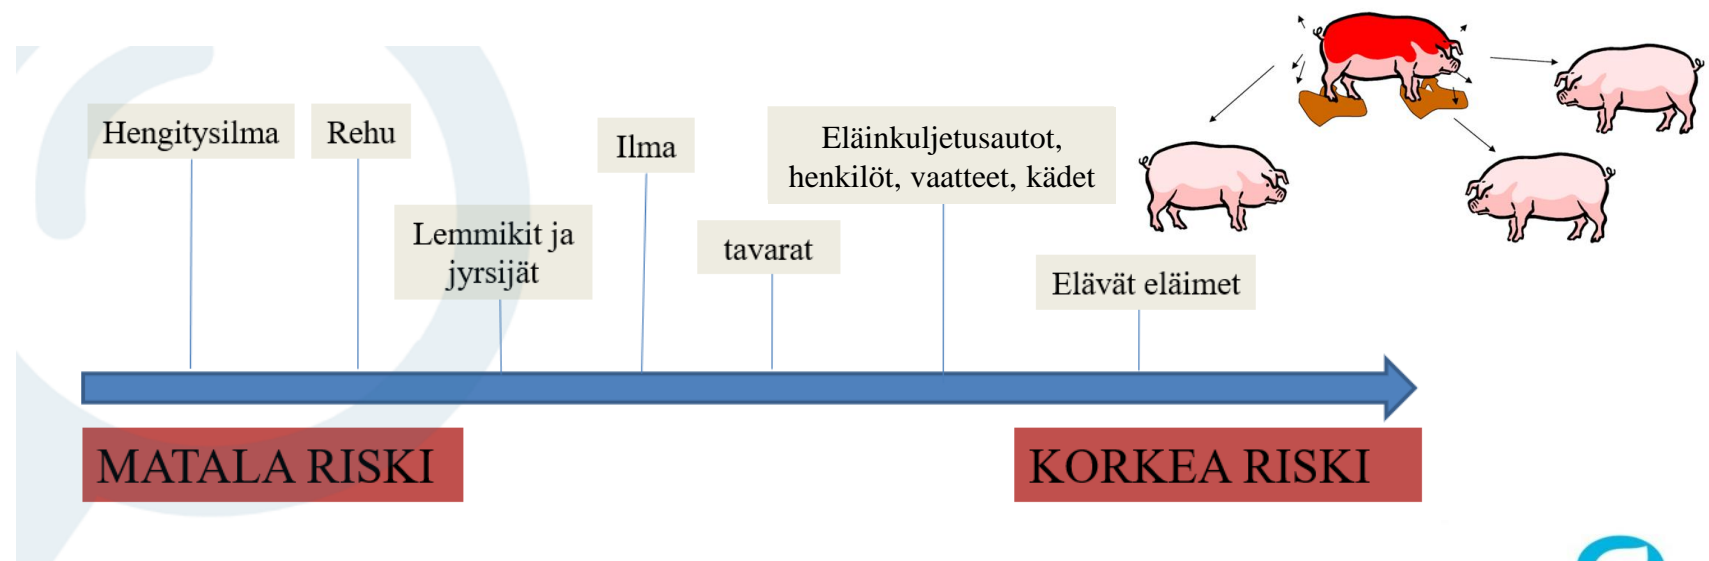 Hengitysilma
Rehu
Lemmikit ja
jyrsijät
Ilma
tavarat
Eläinkuljetusautot,
henkilöt, vaatteet, kädet
Elävät eläimet
MATALA RISKI
KORKEA RISKI